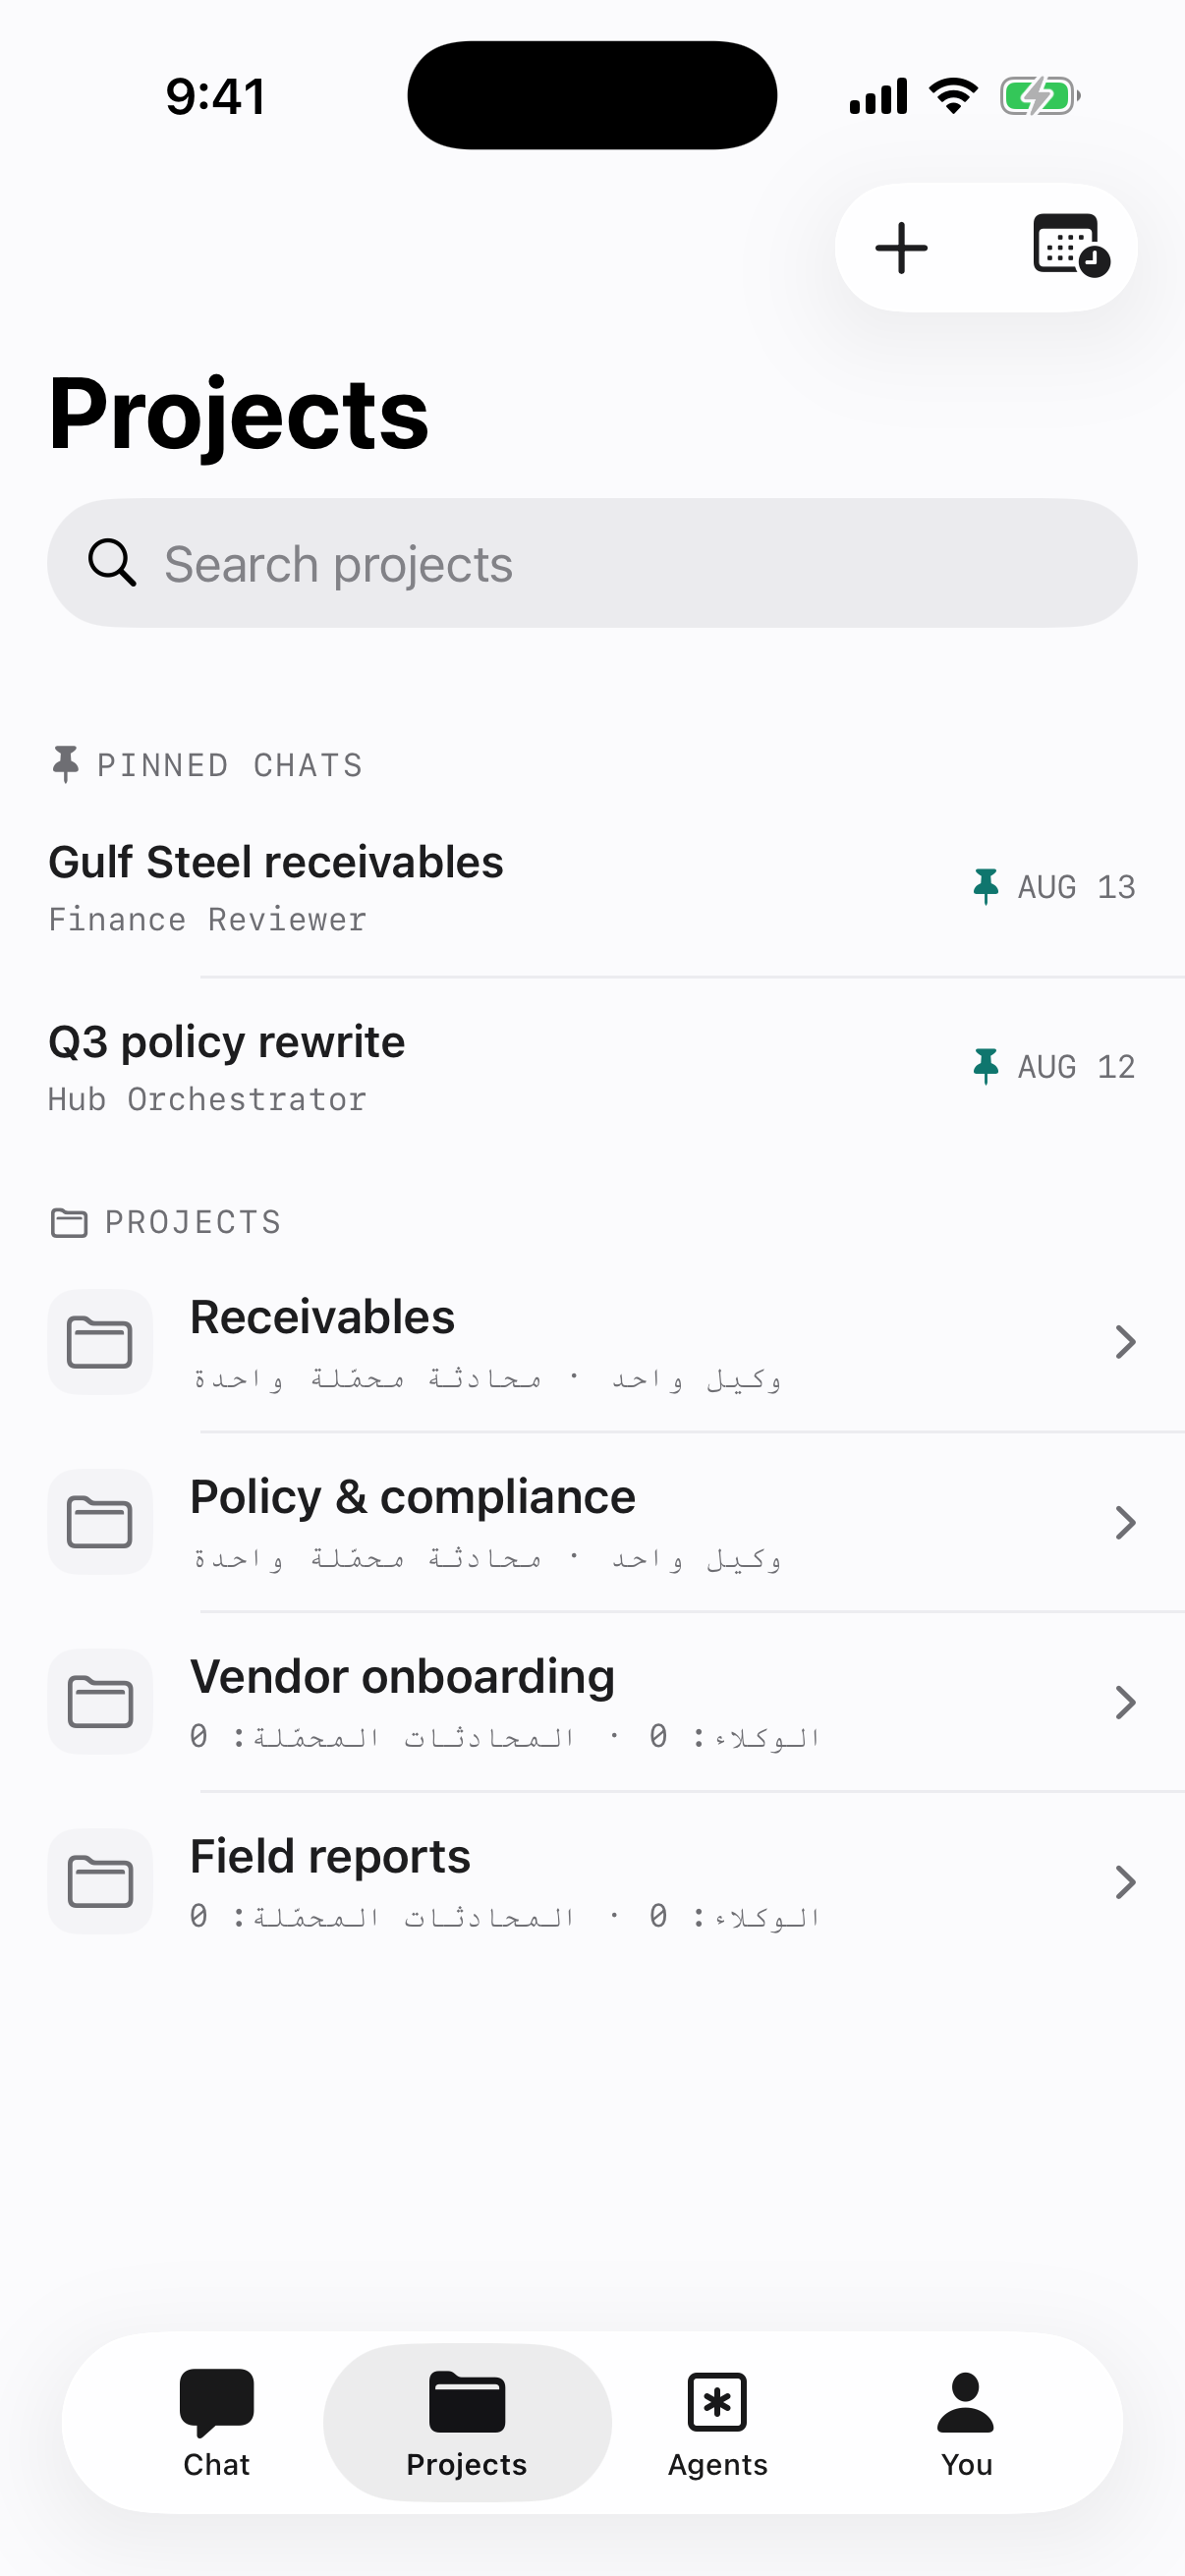 9:41
Projects
Search projects
PINNED CHATS
Gulf Steel receivables
Finance Reviewer
AUG 13
Q3 policy rewrite
Hub Orchestrator
AUG 12
PROJECTS
Receivables
وكيل واحد · محادثة محمّلة واحدة
Policy & compliance
وكيل واحد · محادثة محمّلة واحدة
Vendor onboarding
الوكلاء: 0 · المحادثات المحمّلة: 0
Field reports
الوكلاء: 0 · المحادثات المحمّلة: 0
Chat
Projects
Agents
You